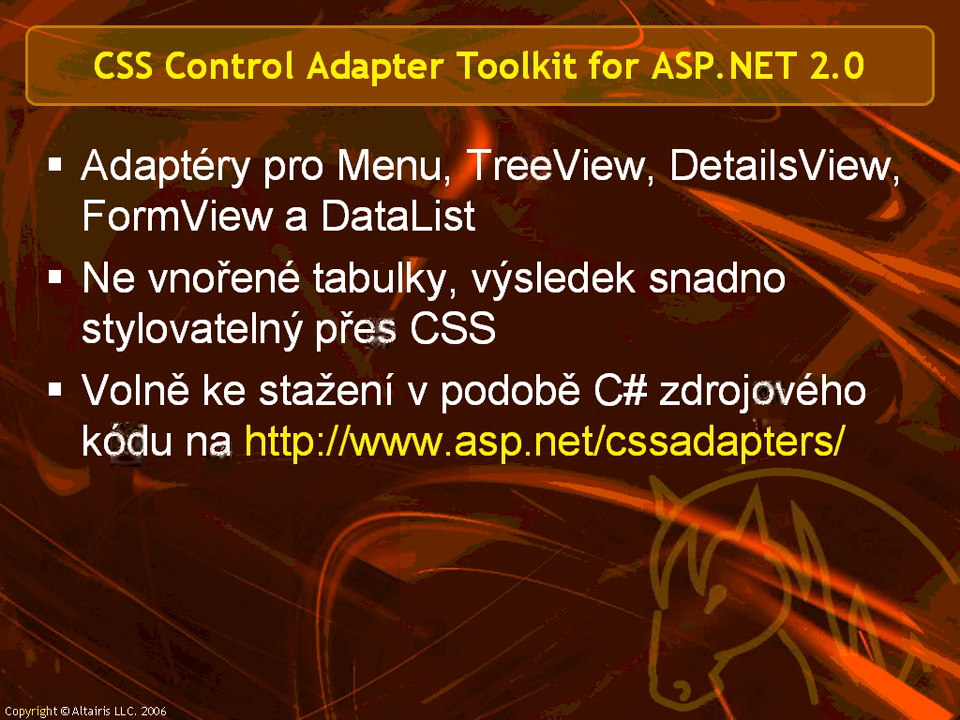 CSS Control Adapter Toolkit for ASP.NET 2.0
▪ Adaptéry pro Menu, TreeView, DetailsView,
FormView a DataList
▪ Ne vnořené tabulky, výsledek snadno
stylovatelný přes CSS
▪ Volně ke stažení v podobě C# zdrojového
kódu na http://www.asp.net/cssadapters/
Copyright © Altairis LLC. 2006